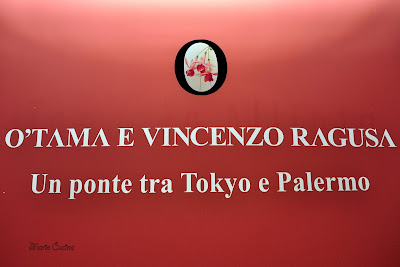 O'TAMA E VINCENZO RAGUSA
Un ponte tra Tokyo e Palermo